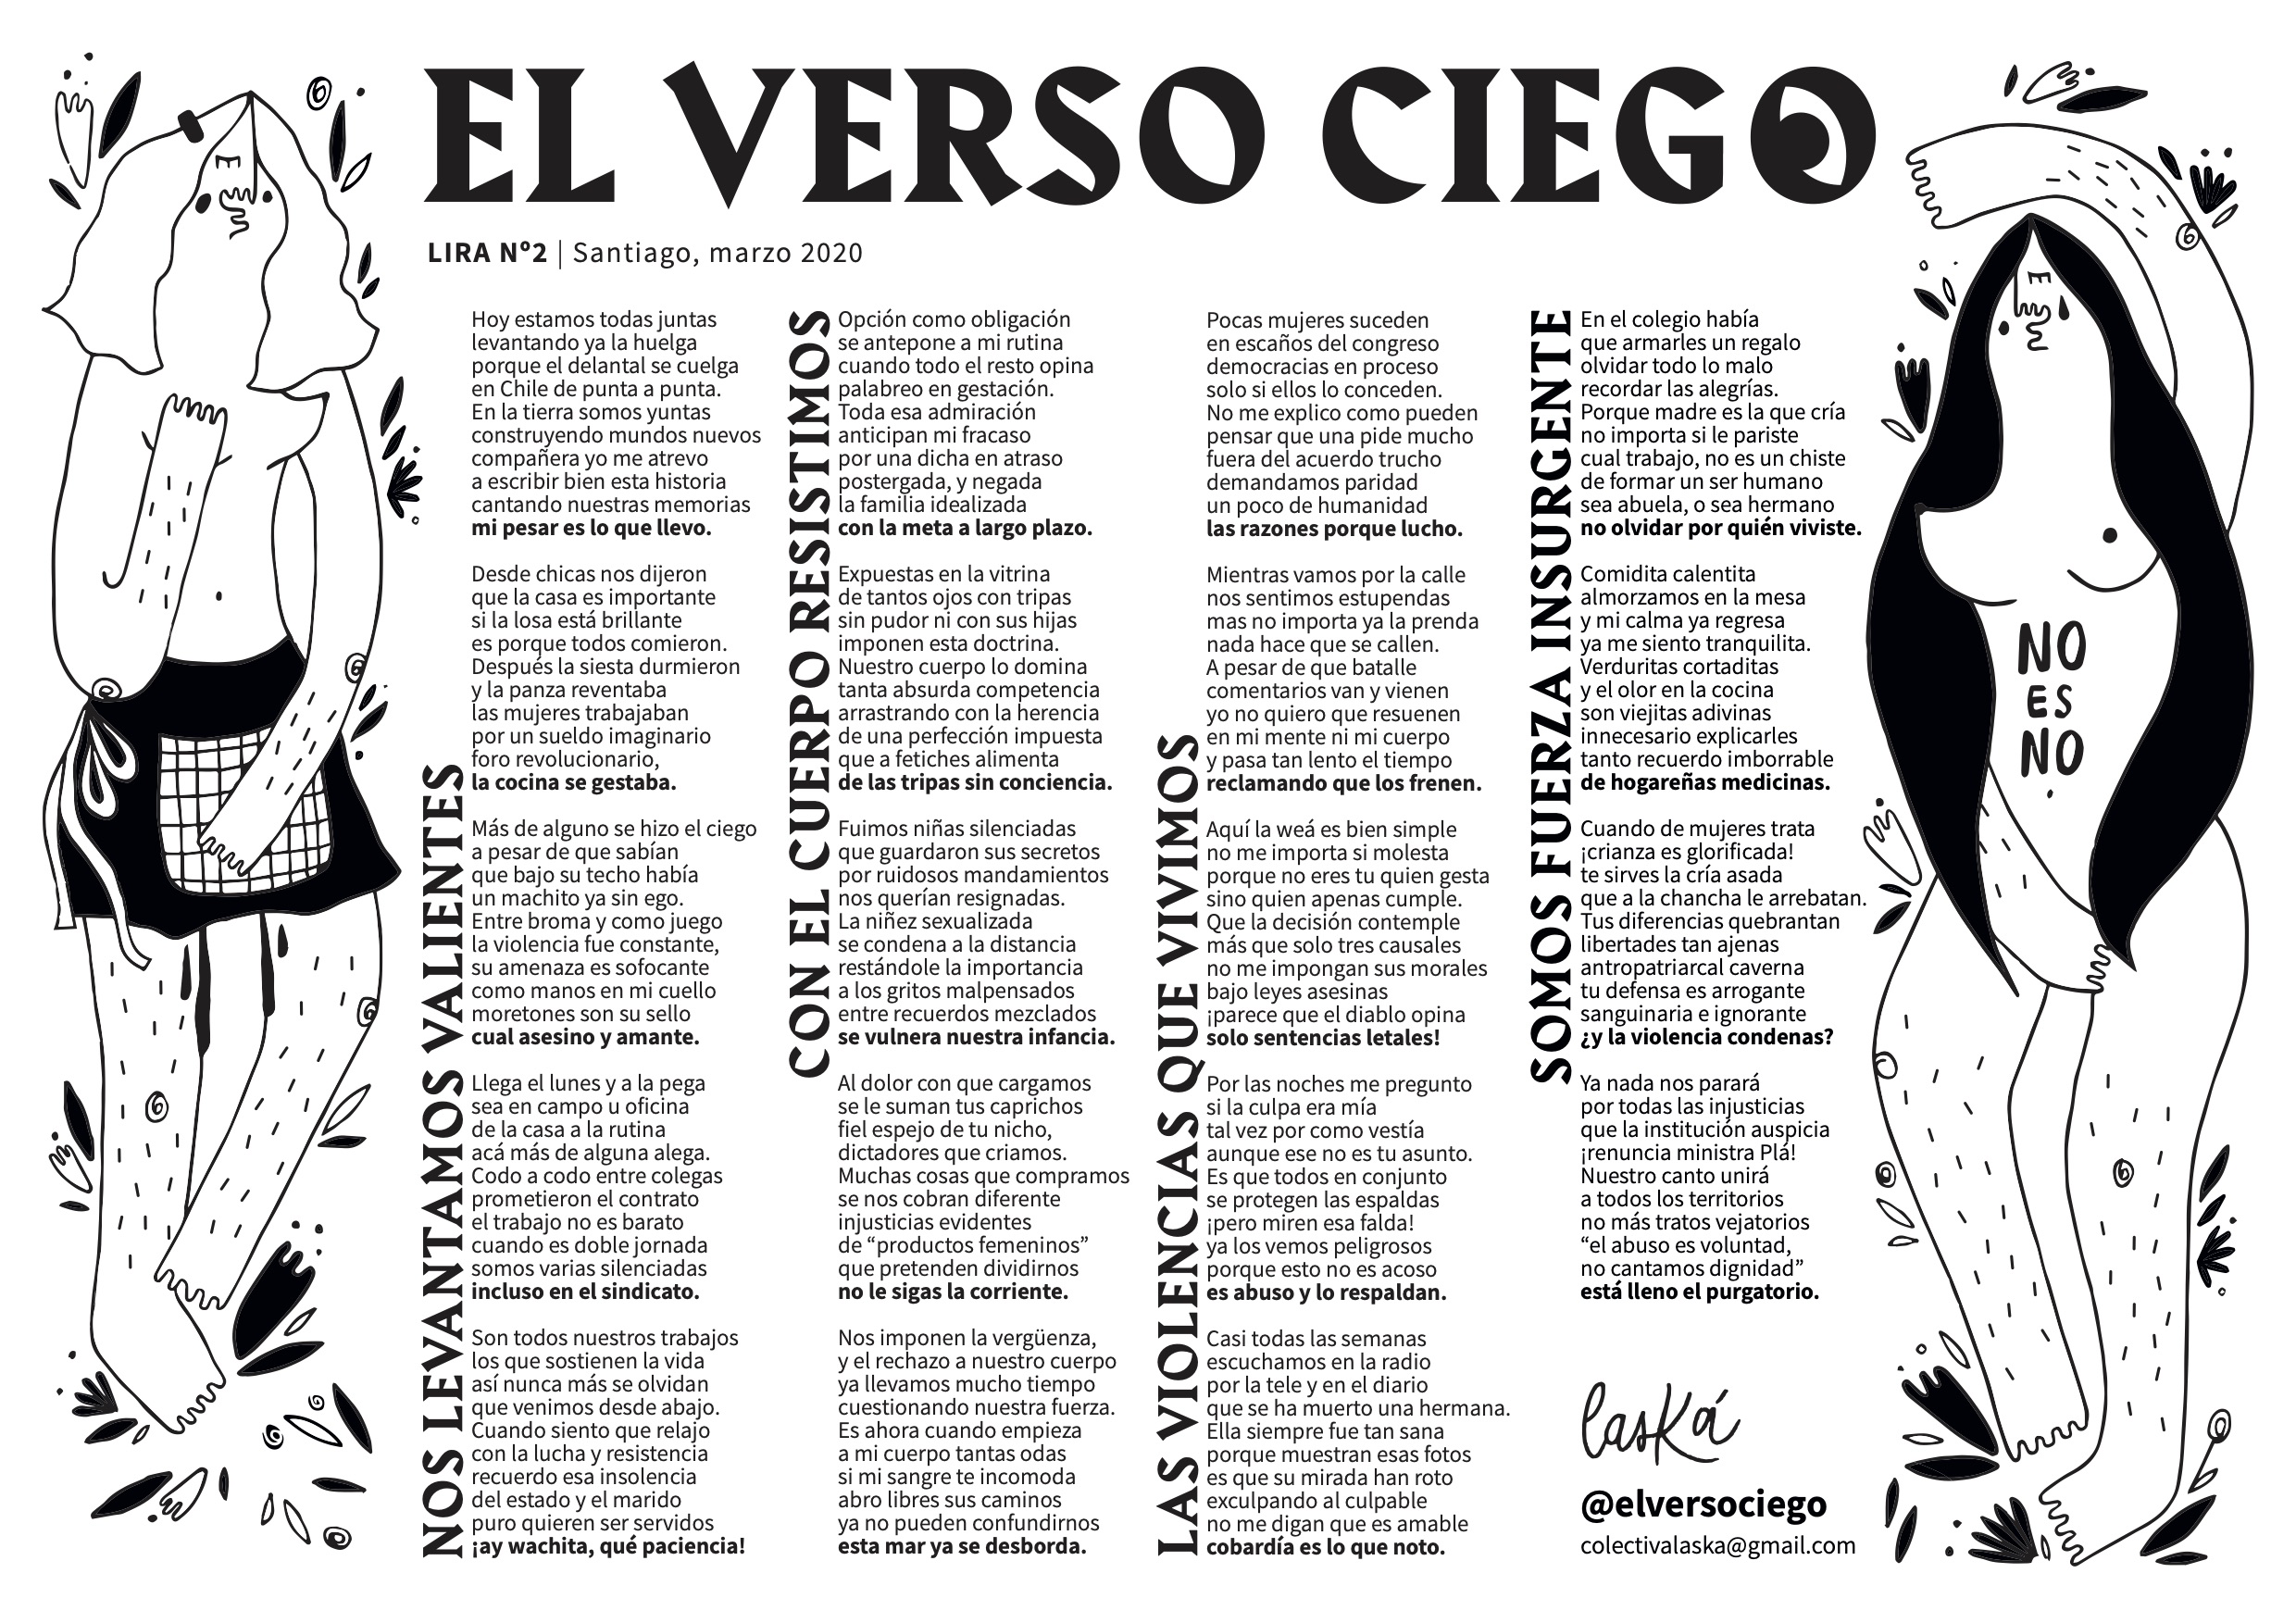 EL VERSO CIEGO
LIRA Nº2 | Santiago, marzo 2020
NOS LEVANTAMOS VALIENTES
Hoy estamos todas juntas
levantando ya la huelga
porque el delantal se cuelga
en Chile de punta a punta.
En la tierra somos yuntas
construyendo mundos nuevos
compañera yo me atrevo
a escribir bien esta historia
cantando nuestras memorias
mi pesar es lo que llevo.
Desde chicas nos dijeron
que la casa es importante
si la losa está brillante
es porque todos comieron.
Después la siesta durmieron
y la panza reventaba
las mujeres trabajaban
por un sueldo imaginario
foro revolucionario,
la cocina se gestaba.
Más de alguno se hizo el ciego
a pesar de que sabían
que bajo su techo había
un machito ya sin ego.
Entre broma y como juego
la violencia fue constante,
su amenaza es sofocante
como manos en mi cuello
moretones son su sello
cual asesino y amante.
Llega el lunes y a la pega
sea en campo u oficina
de la casa a la rutina
acá más de alguna alega.
Codo a codo entre colegas
prometieron el contrato
el trabajo no es barato
cuando es doble jornada
somos varias silenciadas
incluso en el sindicato.
Son todos nuestros trabajos
los que sostienen la vida
así nunca más se olvidan
que venimos desde abajo.
Cuando siento que relajo
con la lucha y resistencia
recuerdo esa insolencia
del estado y el marido
puro quieren ser servidos
¡ay wachita, qué paciencia!
CON EL CUERPO RESISTIMOS
Opción como obligación
se antepone a mi rutina
cuando todo el resto opina
palabreo en gestación.
Toda esa admiración
anticipan mi fracaso
por una dicha en atraso
postergada, y negada
la familia idealizada
con la meta a largo plazo.
Expuestas en la vitrina
de tantos ojos con tripas
sin pudor ni con sus hijas
imponen esta doctrina.
Nuestro cuerpo lo domina
tanta absurda competencia
arrastrando con la herencia
de una perfección impuesta
que a fetiches alimenta
de las tripas sin conciencia.
Fuimos niñas silenciadas
que guardaron sus secretos
por ruidosos mandamientos
nos querían resignadas.
La niñez sexualizada
se condena a la distancia
restándole la importancia
a los gritos malpensados
entre recuerdos mezclados
se vulnera nuestra infancia.
Al dolor con que cargamos
se le suman tus caprichos
fiel espejo de tu nicho,
dictadores que criamos.
Muchas cosas que compramos
se nos cobran diferente
injusticias evidentes
de “productos femeninos”
que pretenden dividirnos
no le sigas la corriente.
Nos imponen la vergüenza,
y el rechazo a nuestro cuerpo
ya llevamos mucho tiempo
cuestionando nuestra fuerza.
Es ahora cuando empieza
a mi cuerpo tantas odas
si mi sangre te incomoda
abro libres sus caminos
ya no pueden confundirnos
esta mar ya se desborda.
LAS VIOLENCIAS QUE VIVIMOS
Pocas mujeres suceden
en escaños del congreso
democracias en proceso
solo si ellos lo conceden.
No me explico como pueden
pensar que una pide mucho
fuera del acuerdo trucho
demandamos paridad
un poco de humanidad
las razones porque lucho.
Mientras vamos por la calle
nos sentimos estupendas
mas no importa ya la prenda
nada hace que se callen.
A pesar de que batalle
comentarios van y vienen
yo no quiero que resuenen
en mi mente ni mi cuerpo
y pasa tan lento el tiempo
reclamando que los frenen.
Aquí la weá es bien simple
no me importa si molesta
porque no eres tu quien gesta
sino quien apenas cumple.
Que la decisión contemple
más que solo tres causales
no me impongan sus morales
bajo leyes asesinas
¡parece que el diablo opina
solo sentencias letales!
Por las noches me pregunto
si la culpa era mía
tal vez por como vestía
aunque ese no es tu asunto.
Es que todos en conjunto
se protegen las espaldas
¡pero miren esa falda!
ya los vemos peligrosos
porque esto no es acoso
es abuso y lo respaldan.
Casi todas las semanas
escuchamos en la radio
por la tele y en el diario
que se ha muerto una hermana.
Ella siempre fue tan sana
porque muestran esas fotos
es que su mirada han roto
exculpando al culpable
no me digan que es amable
cobardía es lo que noto.
SOMOS FUERZA INSURGENTE
En el colegio había
que armarles un regalo
olvidar todo lo malo
recordar las alegrías.
Porque madre es la que cría
no importa si le pariste
cual trabajo, no es un chiste
de formar un ser humano
sea abuela, o sea hermano
no olvidar por quién viviste.
Comidita calentita
almorzamos en la mesa
y mi calma ya regresa
ya me siento tranquilita.
Verduritas cortaditas
y el olor en la cocina
son viejitas adivinas
innecesario explicarles
tanto recuerdo imborrable
de hogareñas medicinas.
Cuando de mujeres trata
¡crianza es glorificada!
te sirves la cría asada
que a la chancha le arrebatan.
Tus diferencias quebrantan
libertades tan ajenas
antropatriarcal caverna
tu defensa es arrogante
sanguinaria e ignorante
¿y la violencia condenas?
Ya nada nos parará
por todas las injusticias
que la institución auspicia
¡renuncia ministra Plá!
Nuestro canto unirá
a todos los territorios
no más tratos vejatorios
“el abuso es voluntad,
no cantamos dignidad”
está lleno el purgatorio.
lasKá
@elversociego
colectivalaska@gmail.com
NO
ES
NO